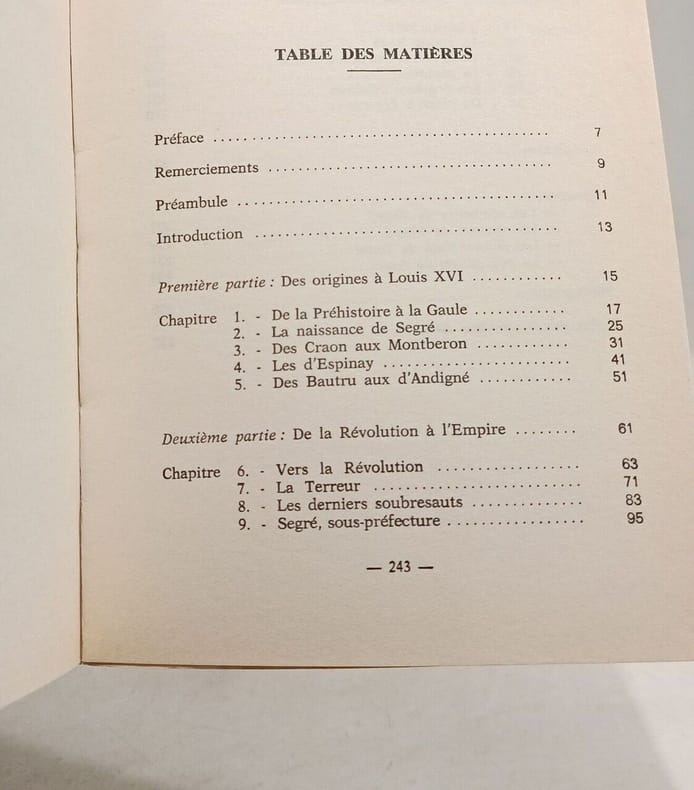 TABLE DES MATIÈRES
Préface ............................................ 7
Remerciements ..................................... 9
Préambule ......................................... 11
Introduction ....................................... 13
Première partie : Des origines à Louis XVI ............ 15
Chapitre 1. - De la Préhistoire à la Gaule ............ 17
2. - La naissance de Segré ................ 25
3. - Des Craon aux Montberon ............ 31
4. - Les d'Espinay ........................ 41
5. - Des Bautru aux d'Andigné ............ 51
Deuxième partie : De la Révolution à l'Empire ........ 61
Chapitre 6. - Vers la Révolution .................. 63
7. - La Terreur ........................... 71
8. - Les derniers soubresauts .............. 83
9. - Segré, sous-préfecture .................. 95
— 243 —